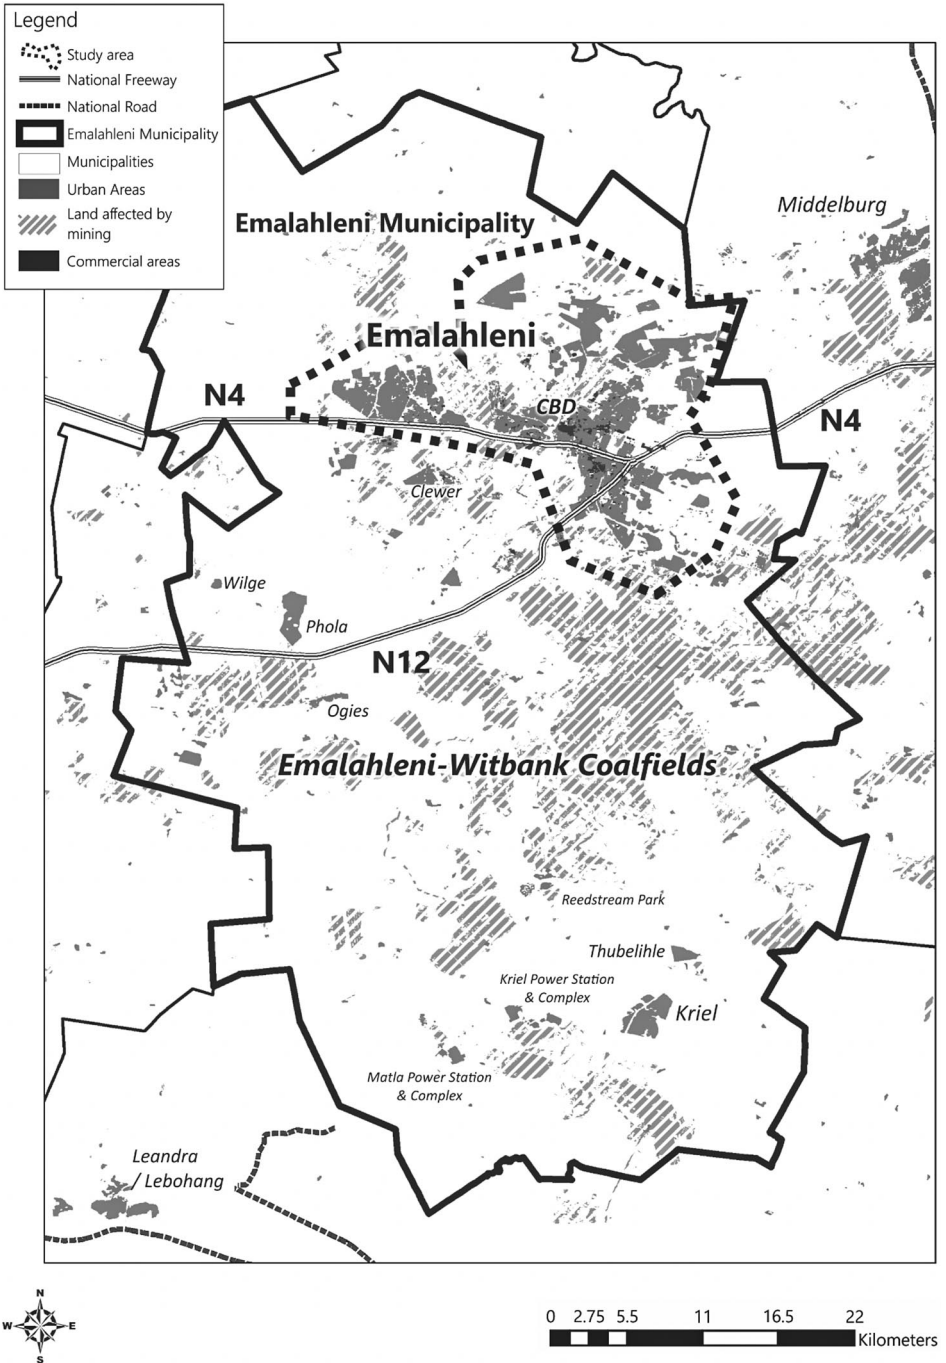 Legend
Study area
National Freeway
National Road
Emalahleni Municipality
Municipalities
Urban Areas
Land affected by
mining
Commercial areas
Middelburg
Emalahleni Municipality
Emalahleni
N4
CBD
N4
Clewer
Wilge
Phola
N12
Ogies
Emalahleni-Witbank Coalfields
Reedstream Park
Thubelihle
Kriel Power Station
& Complex
Kriel
Matla Power Station
& Complex
Leandra
/ Lebohang
N
W E
S
0 2.75 5.5 11 16.5 22
Kilometers